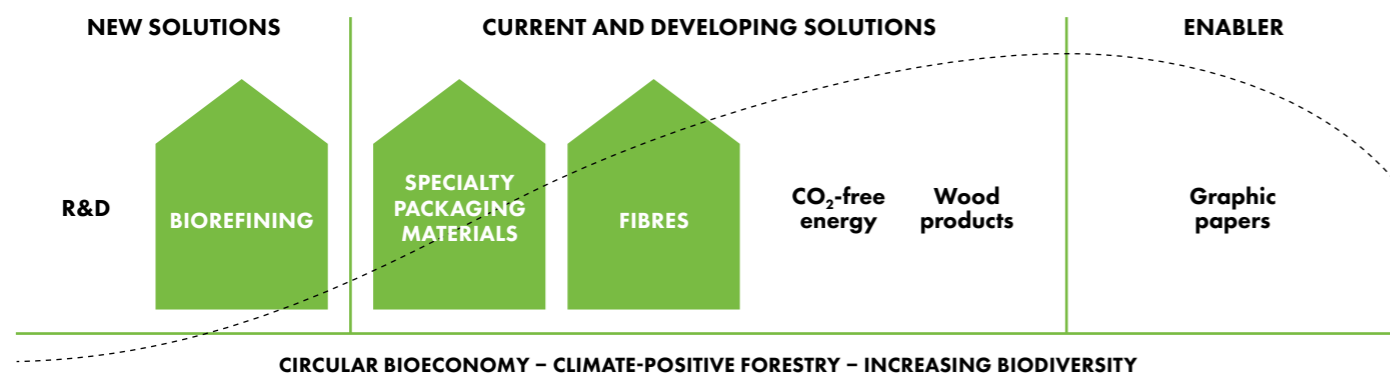 NEW SOLUTIONS
CURRENT AND DEVELOPING SOLUTIONS
ENABLER
R&D
BIOREFINING
SPECIALTY
PACKAGING
MATERIALS
FIBRES
CO₂-free
energy
Wood
products
Graphic
papers
CIRCULAR BIOECONOMY – CLIMATE-POSITIVE FORESTRY – INCREASING BIODIVERSITY